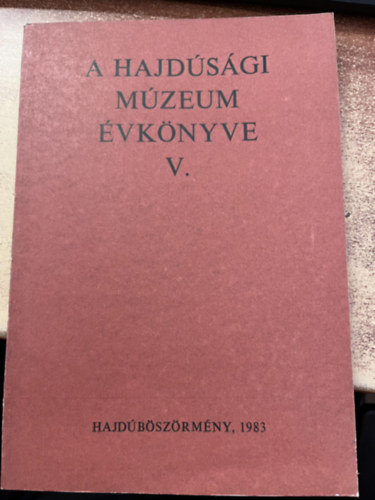 A HAJDÚSÁGI
MÚZEUM
ÉVKÖNYVE
V.
HAJDÚBÖSZÖRMÉNY, 1983